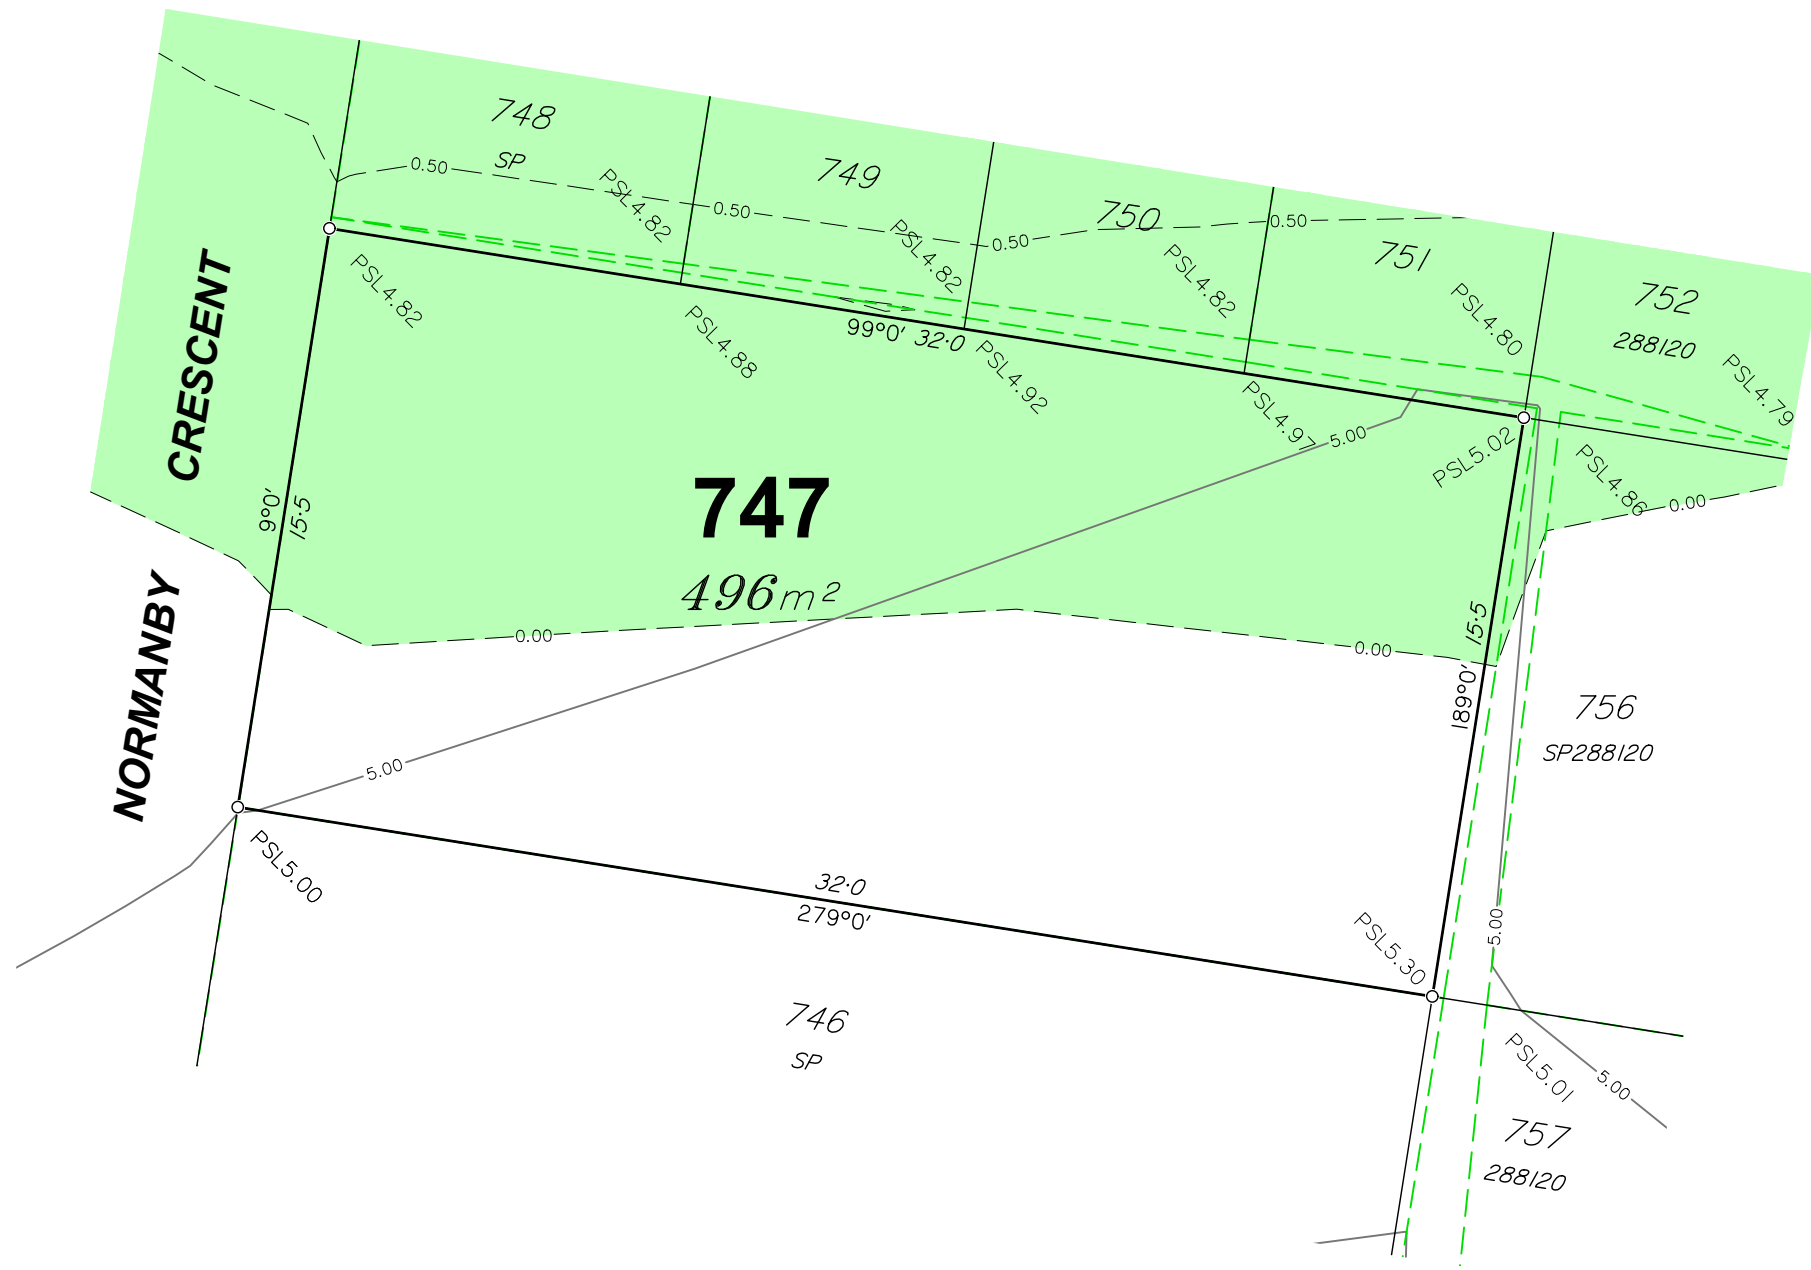 748
SP
0.50
PSL4.82
749
0.50
PSL4.82
750
0.50
PSL4.82
0.50
751
PSL4.80
752
288120
PSL4.79
CRESCENT
PSL4.82
PSL4.88
99°0' 32·0
PSL4.92
PSL4.97
5.00
PSL5.02
PSL4.86
0.00
9°0'
15·5
747
496m²
0.00
0.00
15·5
189°0'
NORMANBY
756
SP288120
5.00
PSL5.00
32·0
279°0'
PSL5.30
5.00
746
SP
PSL5.01
5.00
757
288120